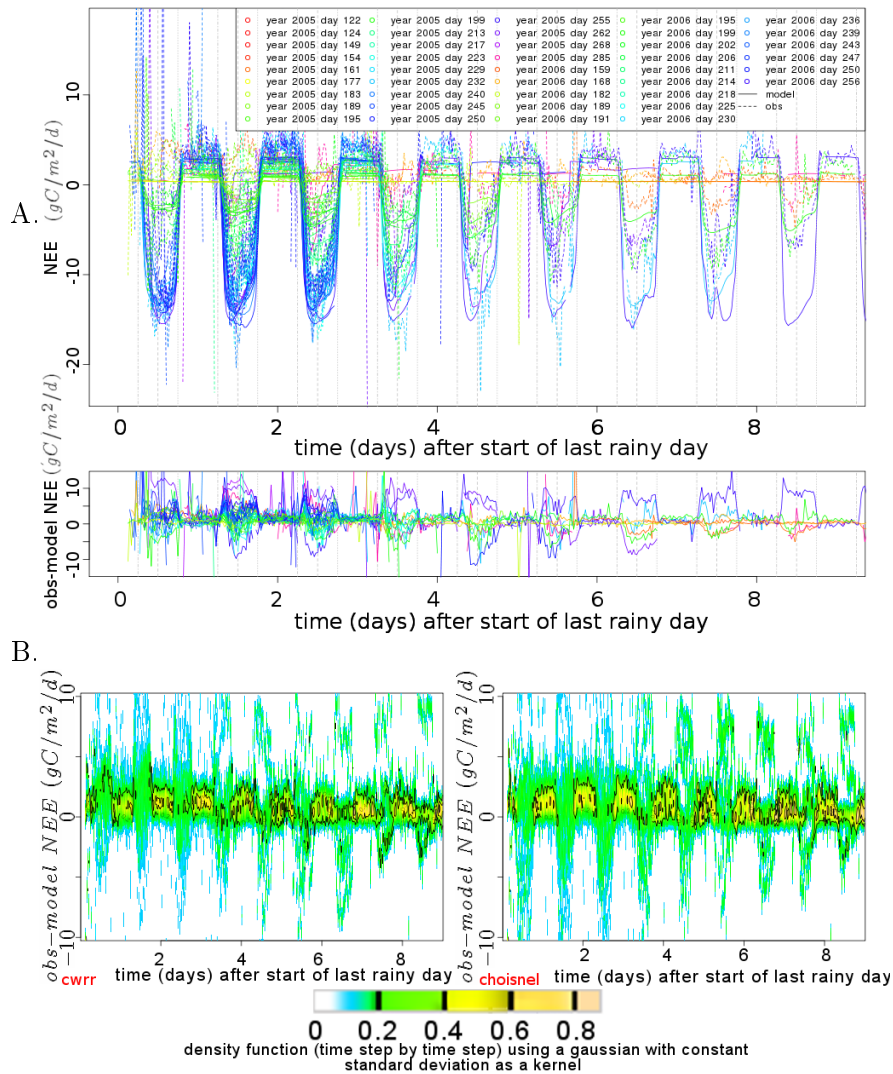 year 2005 day 122
year 2005 day 199
year 2005 day 255
year 2006 day 195
year 2006 day 236
year 2005 day 124
year 2005 day 213
year 2005 day 262
year 2006 day 199
year 2006 day 239
year 2005 day 149
year 2005 day 217
year 2005 day 268
year 2006 day 202
year 2006 day 243
year 2005 day 154
year 2005 day 223
year 2005 day 285
year 2006 day 206
year 2006 day 247
year 2005 day 161
year 2005 day 229
year 2006 day 159
year 2006 day 211
year 2006 day 250
year 2005 day 177
year 2005 day 232
year 2006 day 168
year 2006 day 214
year 2006 day 256
year 2005 day 183
year 2005 day 240
year 2006 day 182
year 2006 day 218
model
year 2005 day 189
year 2005 day 245
year 2006 day 189
year 2006 day 225
obs
year 2005 day 195
year 2005 day 250
year 2006 day 191
year 2006 day 230
A.
NEE (gC/m²/d)
10
0
-10
-20
0 2 4 6 8
time (days) after start of last rainy day
obs-model NEE (gC/m²/d)
10
0
-10
0 2 4 6 8
time (days) after start of last rainy day
B.
obs-model NEE (gC/m²/d)
10
0
-10
2 4 6 8
cwrr
time (days) after start of last rainy day
obs-model NEE (gC/m²/d)
10
0
-10
2 4 6 8
choisnel
time (days) after start of last rainy day
0 0.2 0.4 0.6 0.8
density function (time step by time step) using a gaussian with constant
standard deviation as a kernel